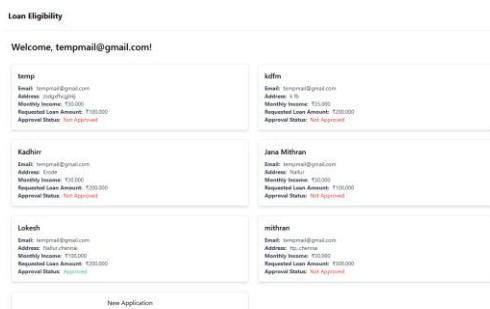 Loan Eligibility
Welcome, tempmail@gmail.com!
temp
Email: tempmail@gmail.com
Address:
Monthly Income: ₹30,000
Requested Loan Amount: ₹100,000
Approval Status: Not Approved
kdfm
Email: tempmail@gmail.com
Address:
Monthly Income: ₹35,000
Requested Loan Amount: ₹200,000
Approval Status: Not Approved
Kadhirr
Email: tempmail@gmail.com
Address: Erode
Monthly Income: ₹50,000
Requested Loan Amount: ₹200,000
Approval Status: Not Approved
Jana Mithran
Email: tempmail@gmail.com
Address: Nallur
Monthly Income: ₹50,000
Requested Loan Amount: ₹100,000
Approval Status: Not Approved
Lokesh
Email: tempmail@gmail.com
Address: Nallur,chennai
Monthly Income: ₹100,000
Requested Loan Amount: ₹200,000
Approval Status: Approved
mithran
Email: tempmail@gmail.com
Address: chennai
Monthly Income: ₹30,000
Requested Loan Amount: ₹300,000
Approval Status: Not Approved
New Application